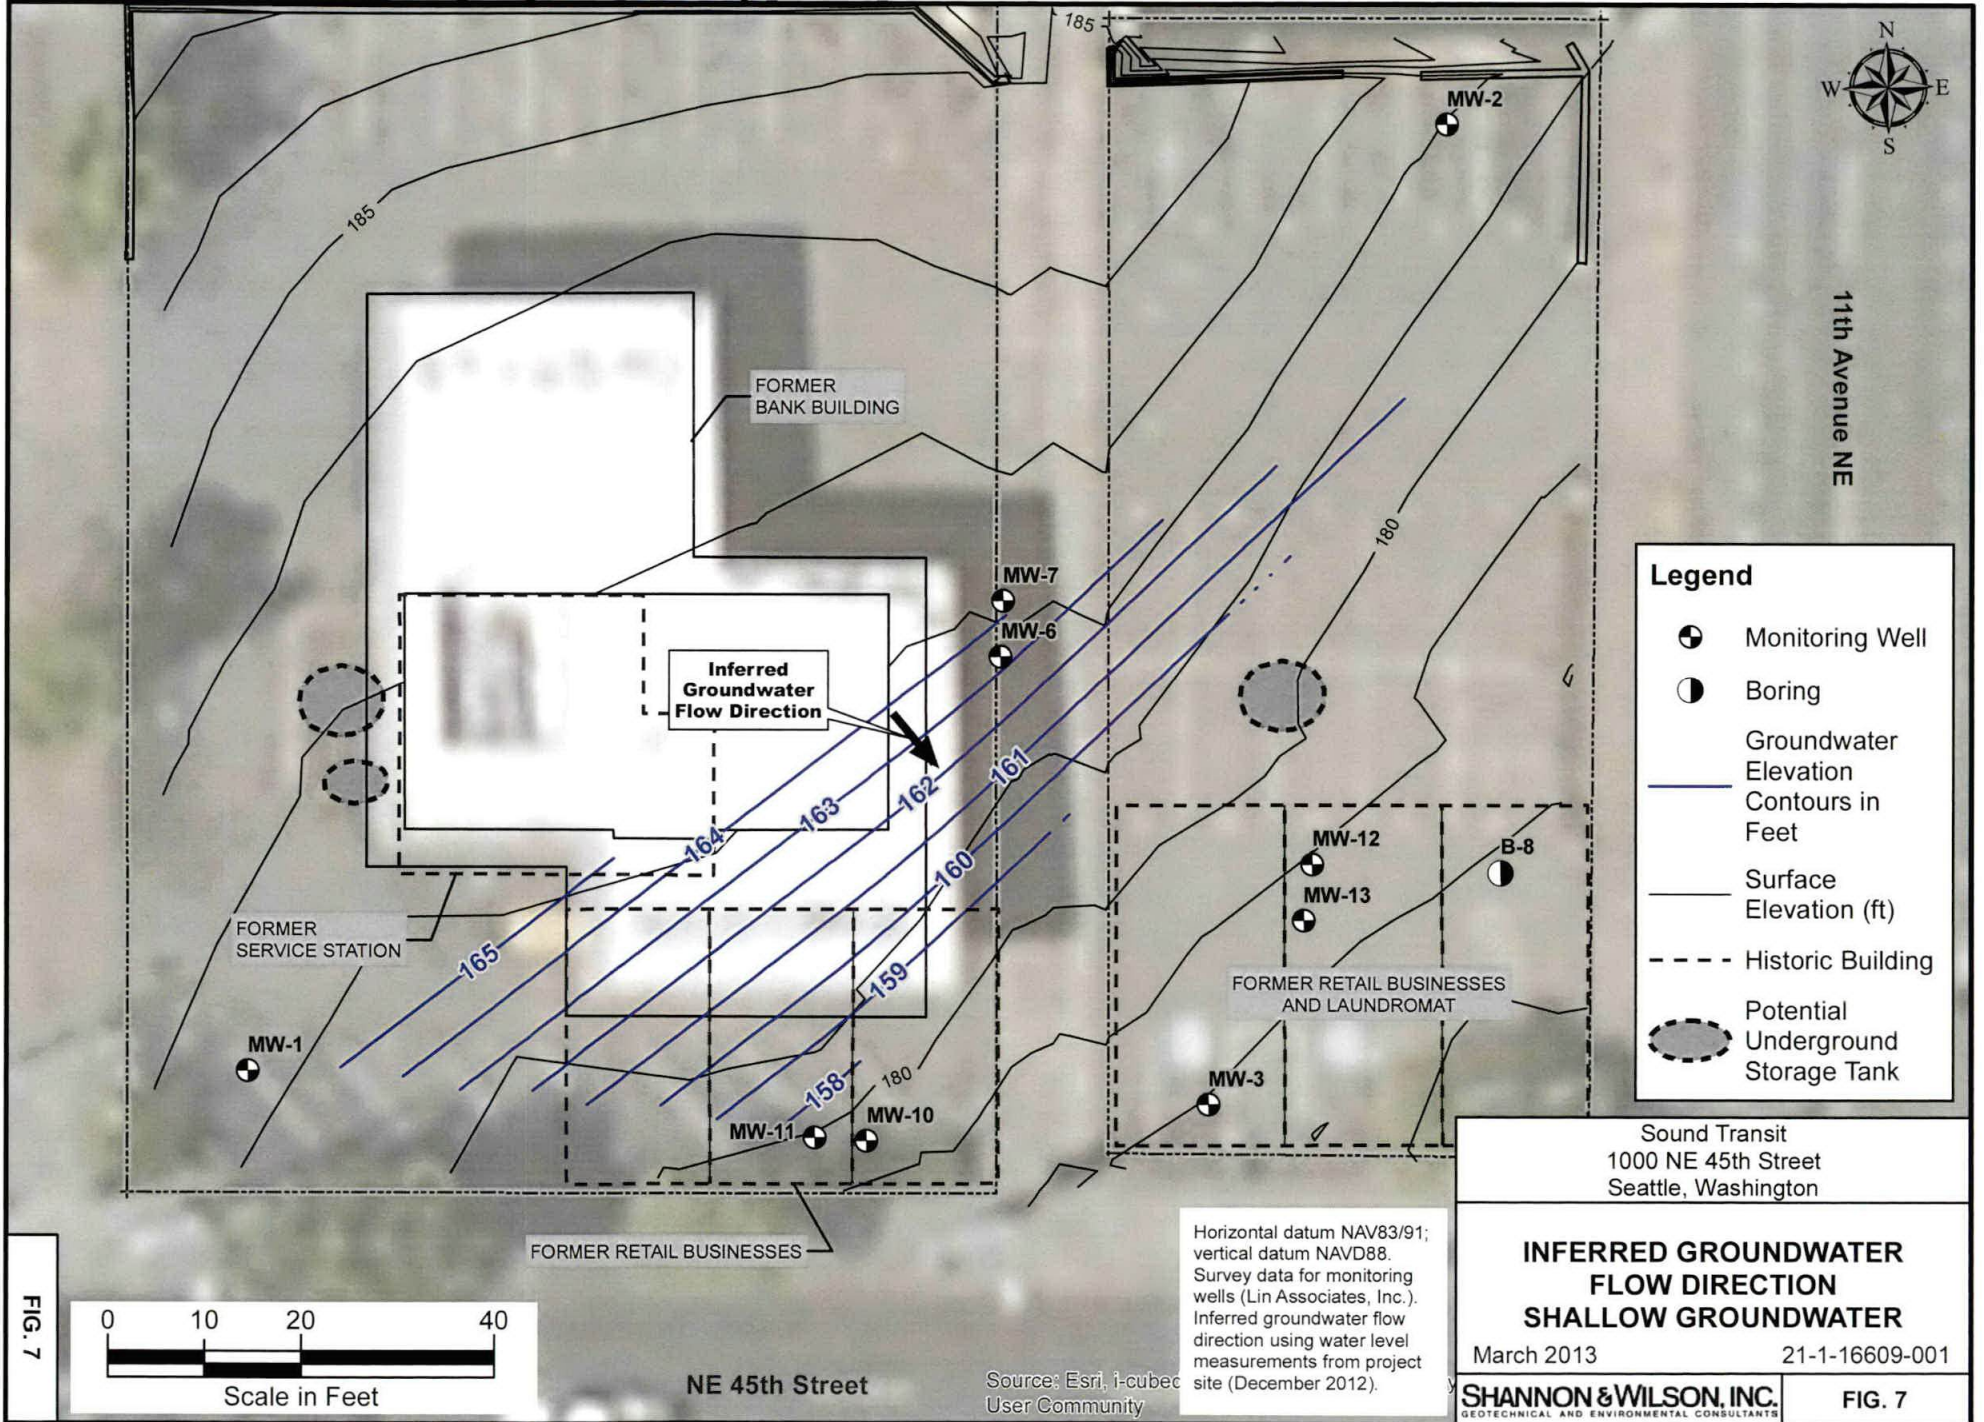 185
N
W
E
S
MW-2
185
11th Avenue NE
FORMER
BANK BUILDING
180
MW-7
MW-6
Inferred
Groundwater
Flow Direction
161
162
163
164
160
159
165
158
180
FORMER
SERVICE STATION
MW-1
MW-11
MW-10
MW-12
MW-13
B-8
FORMER RETAIL BUSINESSES
AND LAUNDROMAT
MW-3
FORMER RETAIL BUSINESSES
Legend
Monitoring Well
Boring
Groundwater
Elevation
Contours in
Feet
Surface
Elevation (ft)
Historic Building
Potential
Underground
Storage Tank
Sound Transit
1000 NE 45th Street
Seattle, Washington
INFERRED GROUNDWATER
FLOW DIRECTION
SHALLOW GROUNDWATER
March 2013
21-1-16609-001
SHANNON & WILSON, INC.
GEOTECHNICAL AND ENVIRONMENTAL CONSULTANTS
FIG. 7
Horizontal datum NAV83/91;
vertical datum NAVD88.
Survey data for monitoring
wells (Lin Associates, Inc.).
Inferred groundwater flow
direction using water level
measurements from project
site (December 2012).
Source: Esri, i-cubed
User Community
NE 45th Street
FIG. 7
0 10 20 40
Scale in Feet